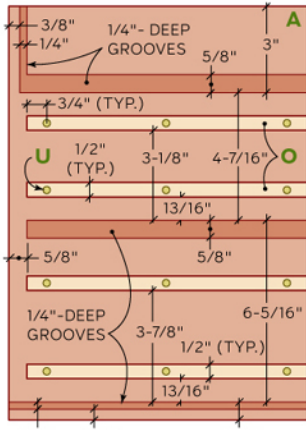 3/8"
1/4"
1/4"- DEEP
GROOVES
A
3"
5/8"
3/4" (TYP.)
U
1/2"
(TYP.)
3-1/8"
4-7/16"
O
13/16"
5/8"
5/8"
1/4"-DEEP
GROOVES
6-5/16"
3-7/8"
1/2" (TYP.)
13/16"